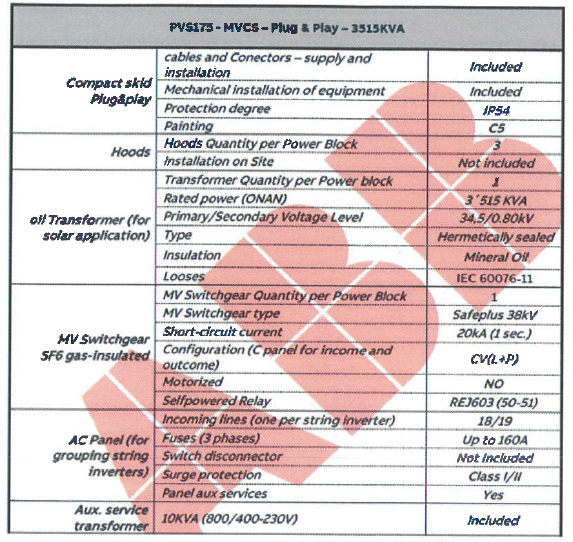 PVS175 - MVCS – Plug & Play – 3515KVA
Compact skid
Plug&play
cables and Conectors – supply and
installation
Included
Mechanical installation of equipment
Included
Protection degree
IP54
Painting
C5
Hoods
Hoods Quantity per Power Block
3
Installation on Site
Not included
oil Transformer (for
solar application)
Transformer Quantity per Power block
1
Rated power (ONAN)
3´515 KVA
Primary/Secondary Voltage Level
34,5/0.80kV
Type
Hermetically sealed
Insulation
Mineral Oil
Looses
IEC 60076-11
MV Switchgear
SF6 gas-insulated
MV Switchgear Quantity per Power Block
1
MV Switchgear type
Safeplus 38kV
Short-circuit current
20kA (1 sec.)
Configuration (C panel for income and
outcome)
CV(L+P)
Motorized
NO
Selfpowered Relay
REJ603 (50-51)
AC Panel (for
grouping string
inverters)
Incoming lines (one per string inverter)
18/19
Fuses (3 phases)
Up to 160A
Switch disconnector
Not Included
Surge protection
Class I/II
Panel aux services
Yes
Aux. service
transformer
10KVA (800/400-230V)
Included
ABB